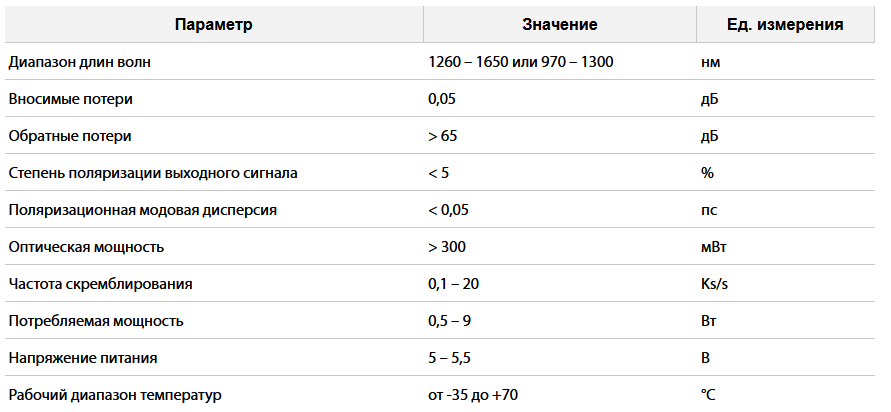 Параметр Значение Ед. измерения
Диапазон длин волн 1260 – 1650 или 970 – 1300 нм
Вносимые потери 0,05 дБ
Обратные потери > 65 дБ
Степень поляризации выходного сигнала < 5 %
Поляризационная модовая дисперсия < 0,05 пс
Оптическая мощность > 300 мВт
Частота скремблирования 0,1 – 20 Ks/s
Потребляемая мощность 0,5 – 9 Вт
Напряжение питания 5 – 5,5 В
Рабочий диапазон температур от -35 до +70 °C